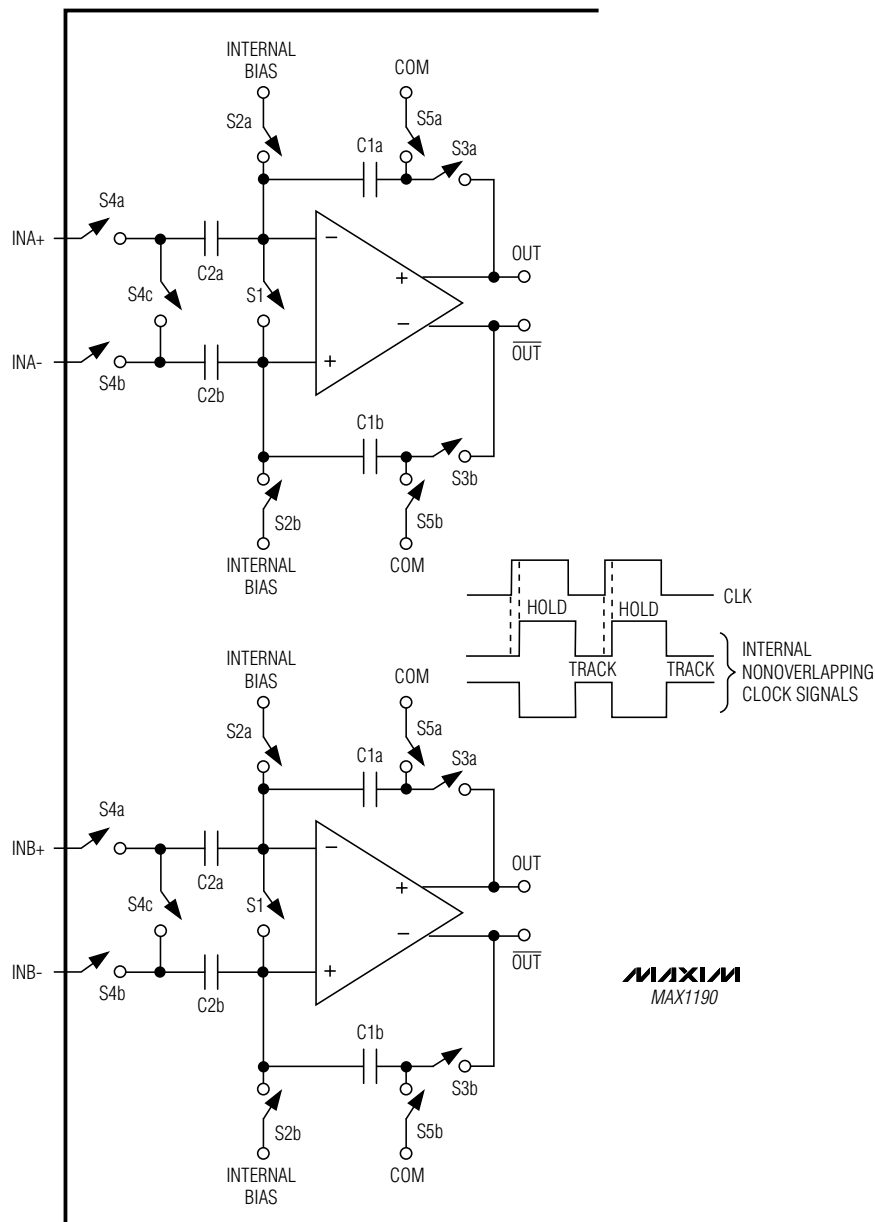 INTERNAL
BIAS
COM
S2a
S5a
C1a
S3a
S4a
INA+
−
OUT
C2a
+
S4c
S1
−
OUT
INA-
+
S4b
C2b
C1b
S3b
S2b
S5b
INTERNAL
BIAS
COM
CLK
HOLD
HOLD
TRACK
TRACK
INTERNAL
NONOVERLAPPING
CLOCK SIGNALS
INTERNAL
BIAS
COM
S2a
S5a
C1a
S3a
S4a
INB+
−
OUT
C2a
+
S4c
S1
−
OUT
INB-
+
S4b
C2b
C1b
S3b
S2b
S5b
INTERNAL
BIAS
COM
MAXIM
MAX1190